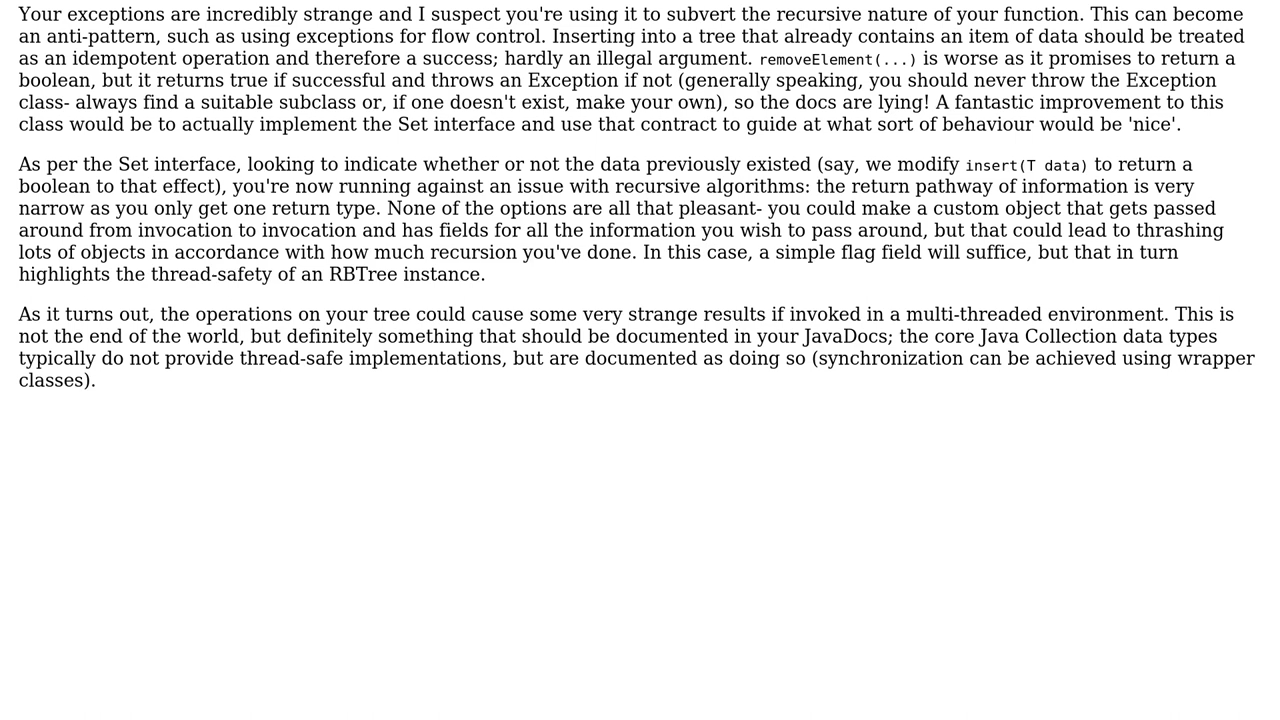 Your exceptions are incredibly strange and I suspect you're using it to subvert the recursive nature of your function. This can become
an anti-pattern, such as using exceptions for flow control. Inserting into a tree that already contains an item of data should be treated
as an idempotent operation and therefore a success; hardly an illegal argument. removeElement(...) is worse as it promises to return a
boolean, but it returns true if successful and throws an Exception if not (generally speaking, you should never throw the Exception
class- always find a suitable subclass or, if one doesn't exist, make your own), so the docs are lying! A fantastic improvement to this
class would be to actually implement the Set interface and use that contract to guide at what sort of behaviour would be 'nice'.
As per the Set interface, looking to indicate whether or not the data previously existed (say, we modify insert(T data) to return a
boolean to that effect), you're now running against an issue with recursive algorithms: the return pathway of information is very
narrow as you only get one return type. None of the options are all that pleasant- you could make a custom object that gets passed
around from invocation to invocation and has fields for all the information you wish to pass around, but that could lead to thrashing
lots of objects in accordance with how much recursion you've done. In this case, a simple flag field will suffice, but that in turn
highlights the thread-safety of an RBTree instance.
As it turns out, the operations on your tree could cause some very strange results if invoked in a multi-threaded environment. This is
not the end of the world, but definitely something that should be documented in your JavaDocs; the core Java Collection data types
typically do not provide thread-safe implementations, but are documented as doing so (synchronization can be achieved using wrapper
classes).